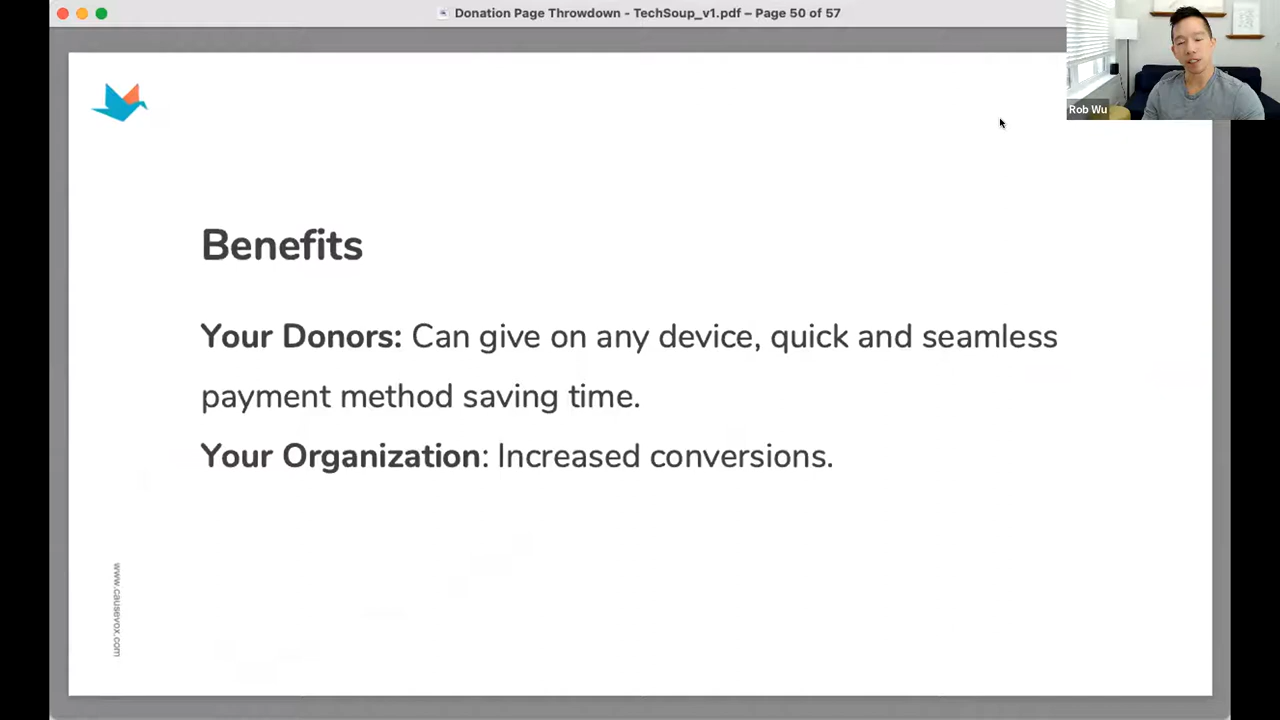 Donation Page Throwdown - TechSoup_v1.pdf – Page 50 of 57
Rob Wu
Benefits
Your Donors: Can give on any device, quick and seamless
payment method saving time.
Your Organization: Increased conversions.
www.causevox.com